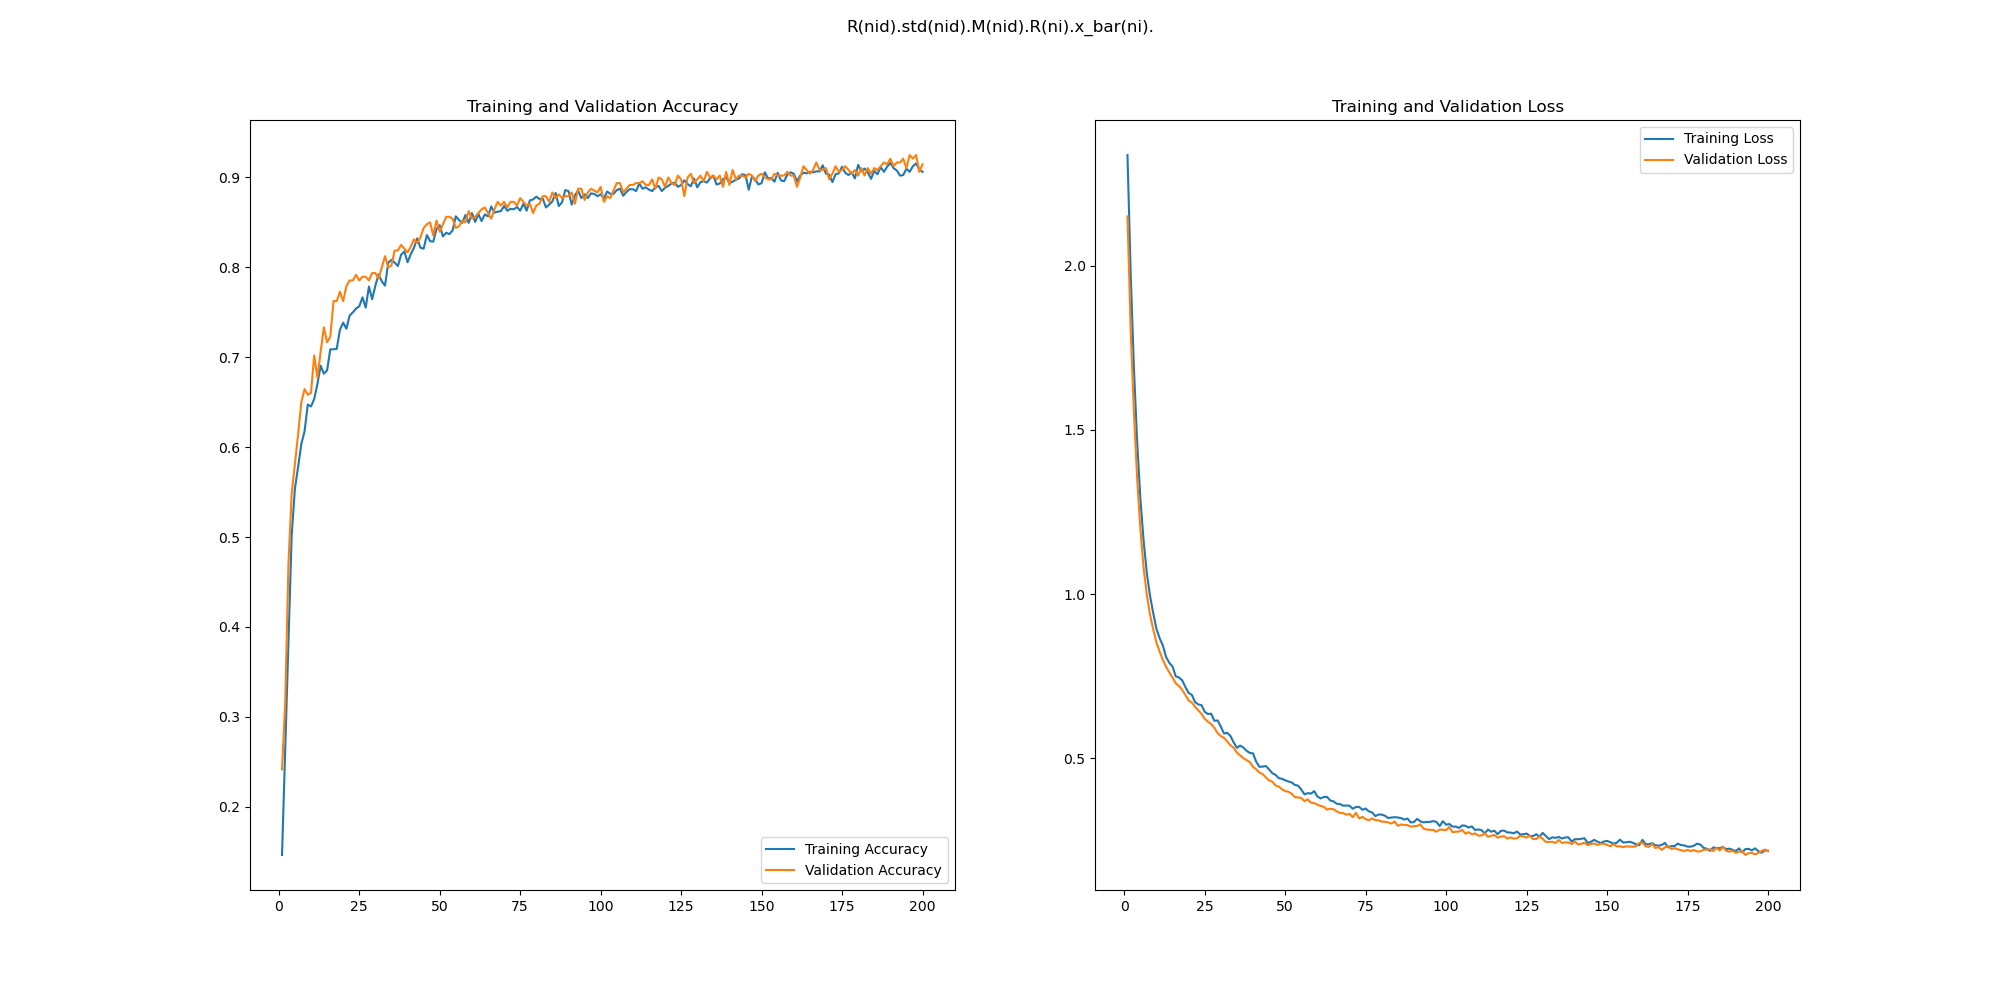 R(nid).std(nid).M(nid).R(ni).x_bar(ni).
Training and Validation Accuracy
0.9
0.8
0.7
0.6
0.5
0.4
0.3
0.2
0 25 50 75 100 125 150 175 200
Training Accuracy
Validation Accuracy
Training and Validation Loss
2.0
1.5
1.0
0.5
0 25 50 75 100 125 150 175 200
Training Loss
Validation Loss